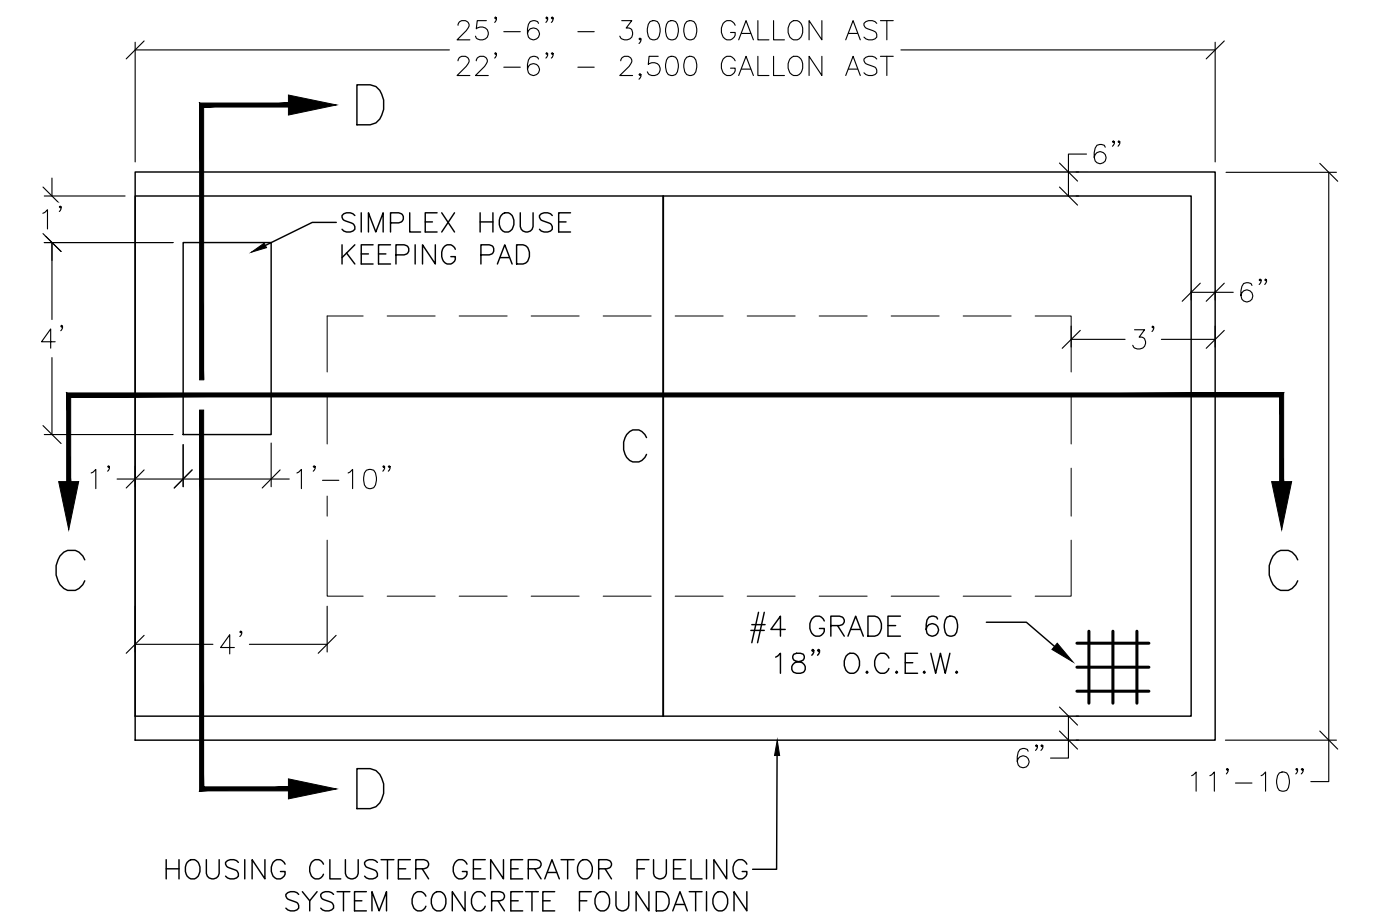 25'-6" - 3,000 GALLON AST
22'-6" - 2,500 GALLON AST
D
6"
1'
SIMPLEX HOUSE
KEEPING PAD
6"
4'
3'
C
1'
1'-10"
C
C
#4 GRADE 60
4'
18" O.C.E.W.
6"
11'-10"
D
HOUSING CLUSTER GENERATOR FUELING
SYSTEM CONCRETE FOUNDATION